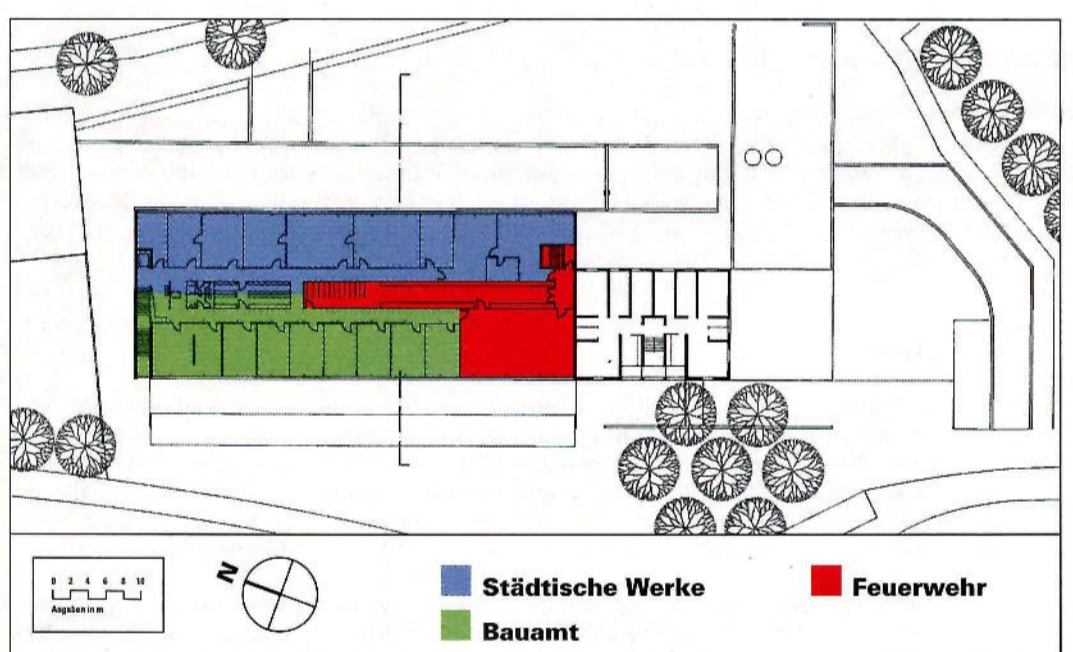 0 2 4 6 8 10
Angaben in m
N
Städtische Werke
Bauamt
Feuerwehr